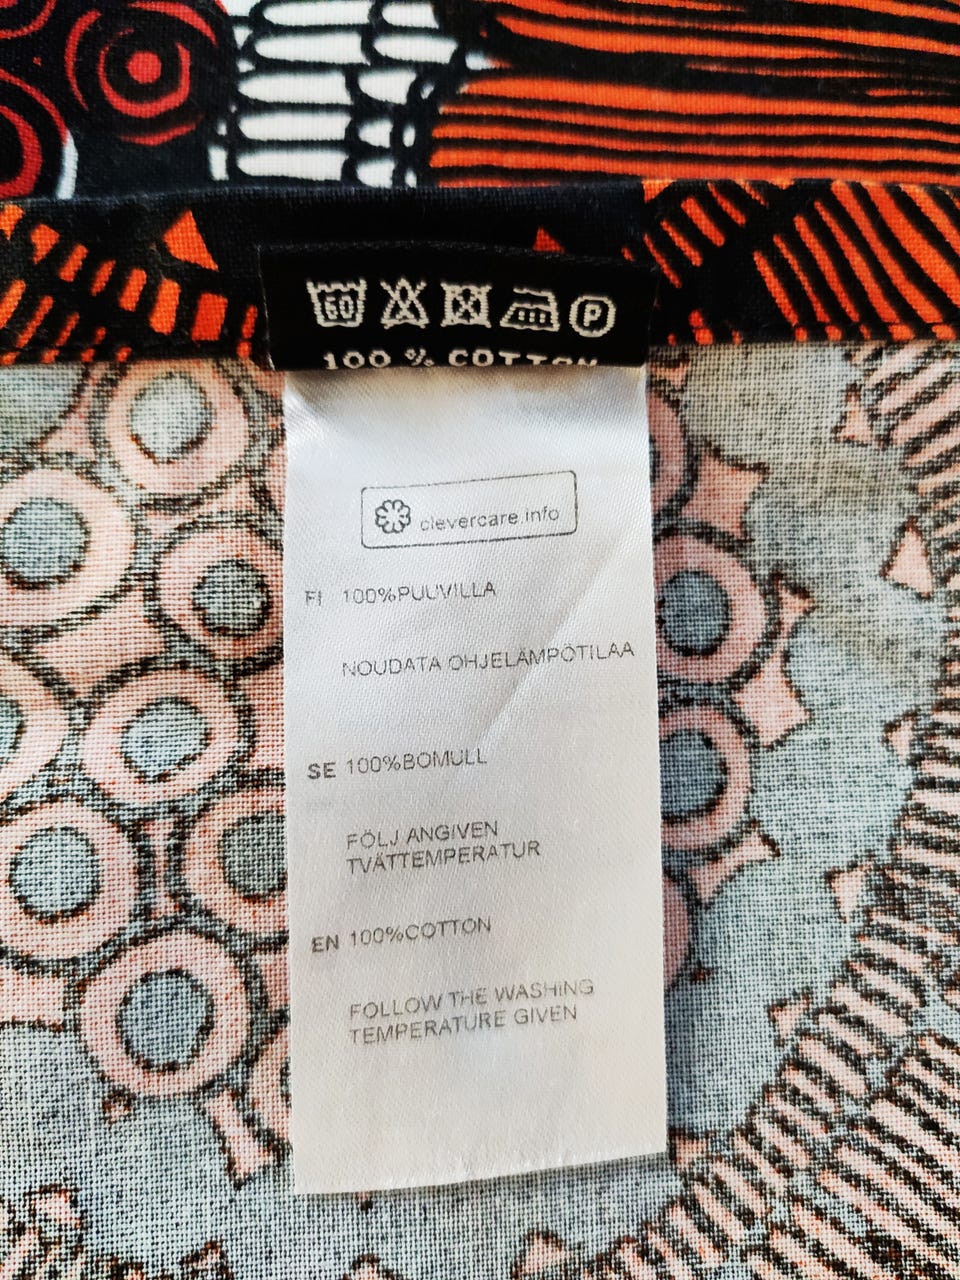 60 P
100 % COTTON
clevercare.info
FI 100%PUUVILLA
NOUDATA OHJELÄMPÖTILAA
SE 100%BOMULL
FÖLJ ANGIVEN
TVÄTTEMPERATUR
EN 100%COTTON
FOLLOW THE WASHING
TEMPERATURE GIVEN